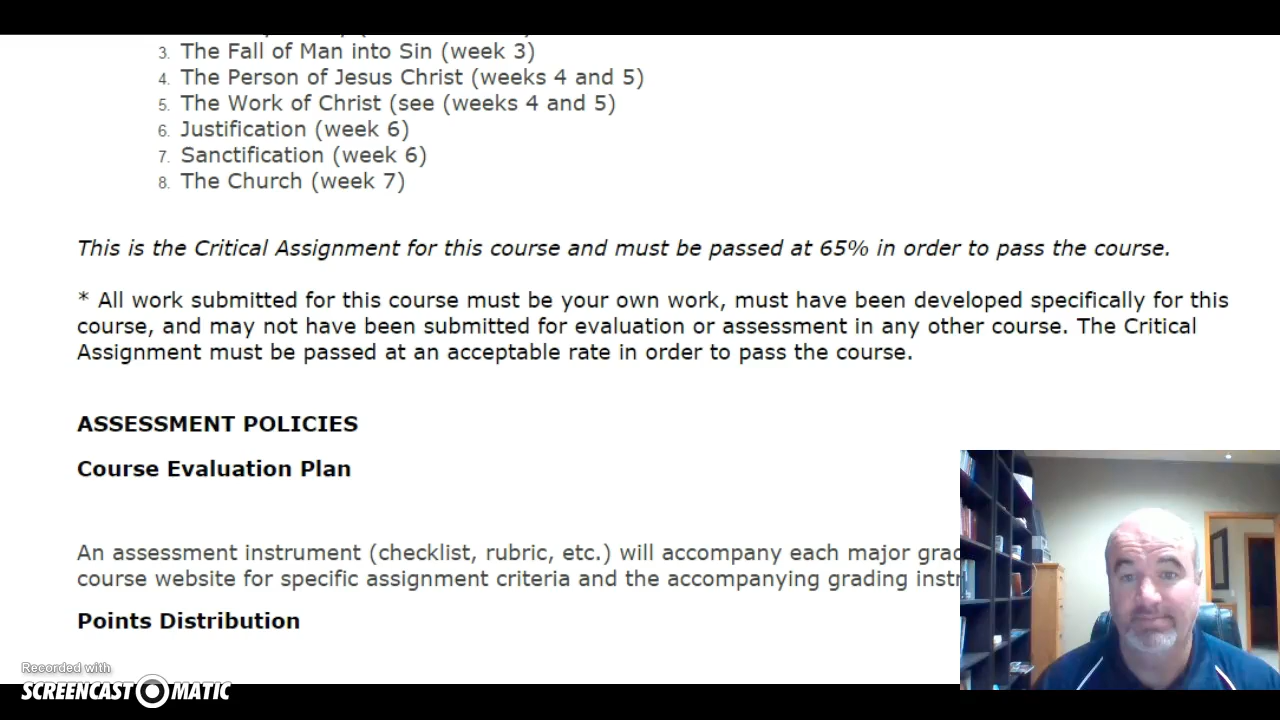 3. The Fall of Man into Sin (week 3)
4. The Person of Jesus Christ (weeks 4 and 5)
5. The Work of Christ (see (weeks 4 and 5)
6. Justification (week 6)
7. Sanctification (week 6)
8. The Church (week 7)
This is the Critical Assignment for this course and must be passed at 65% in order to pass the course.
* All work submitted for this course must be your own work, must have been developed specifically for this
course, and may not have been submitted for evaluation or assessment in any other course. The Critical
Assignment must be passed at an acceptable rate in order to pass the course.
ASSESSMENT POLICIES
Course Evaluation Plan
An assessment instrument (checklist, rubric, etc.) will accompany each major
course website for specific assignment criteria and the accompanying grading
Points Distribution
Recorded with
SCREENCAST O MATIC